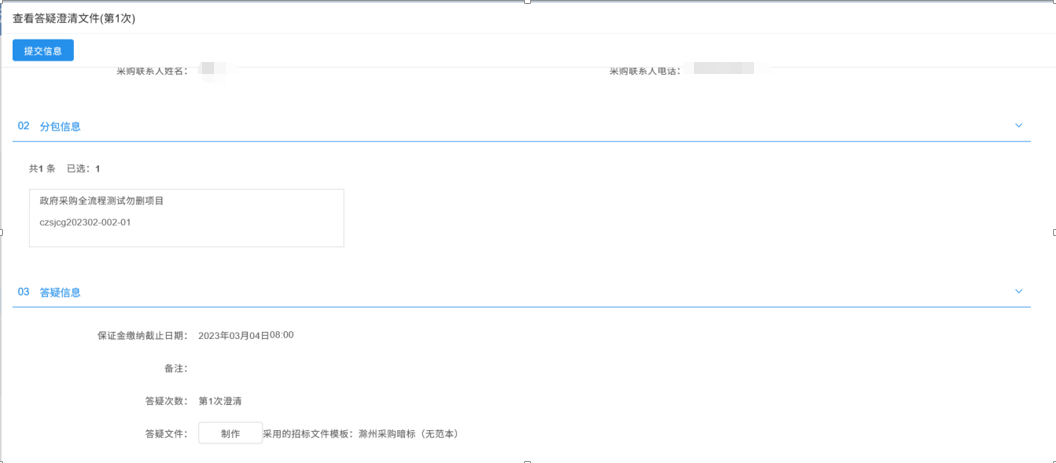 查看答疑澄清文件(第1次)
提交信息
采购联系人姓名： 采购联系人电话：
02 分包信息
共1 条 已选：1
政府采购全流程测试勿删项目
czsjcg202302-002-01
03 答疑信息
保证金缴纳截止日期： 2023年03月04日08:00
备注：
答疑次数： 第1次澄清
答疑文件： 制作 采用的招标文件模板：滁州采购暗标（无范本）